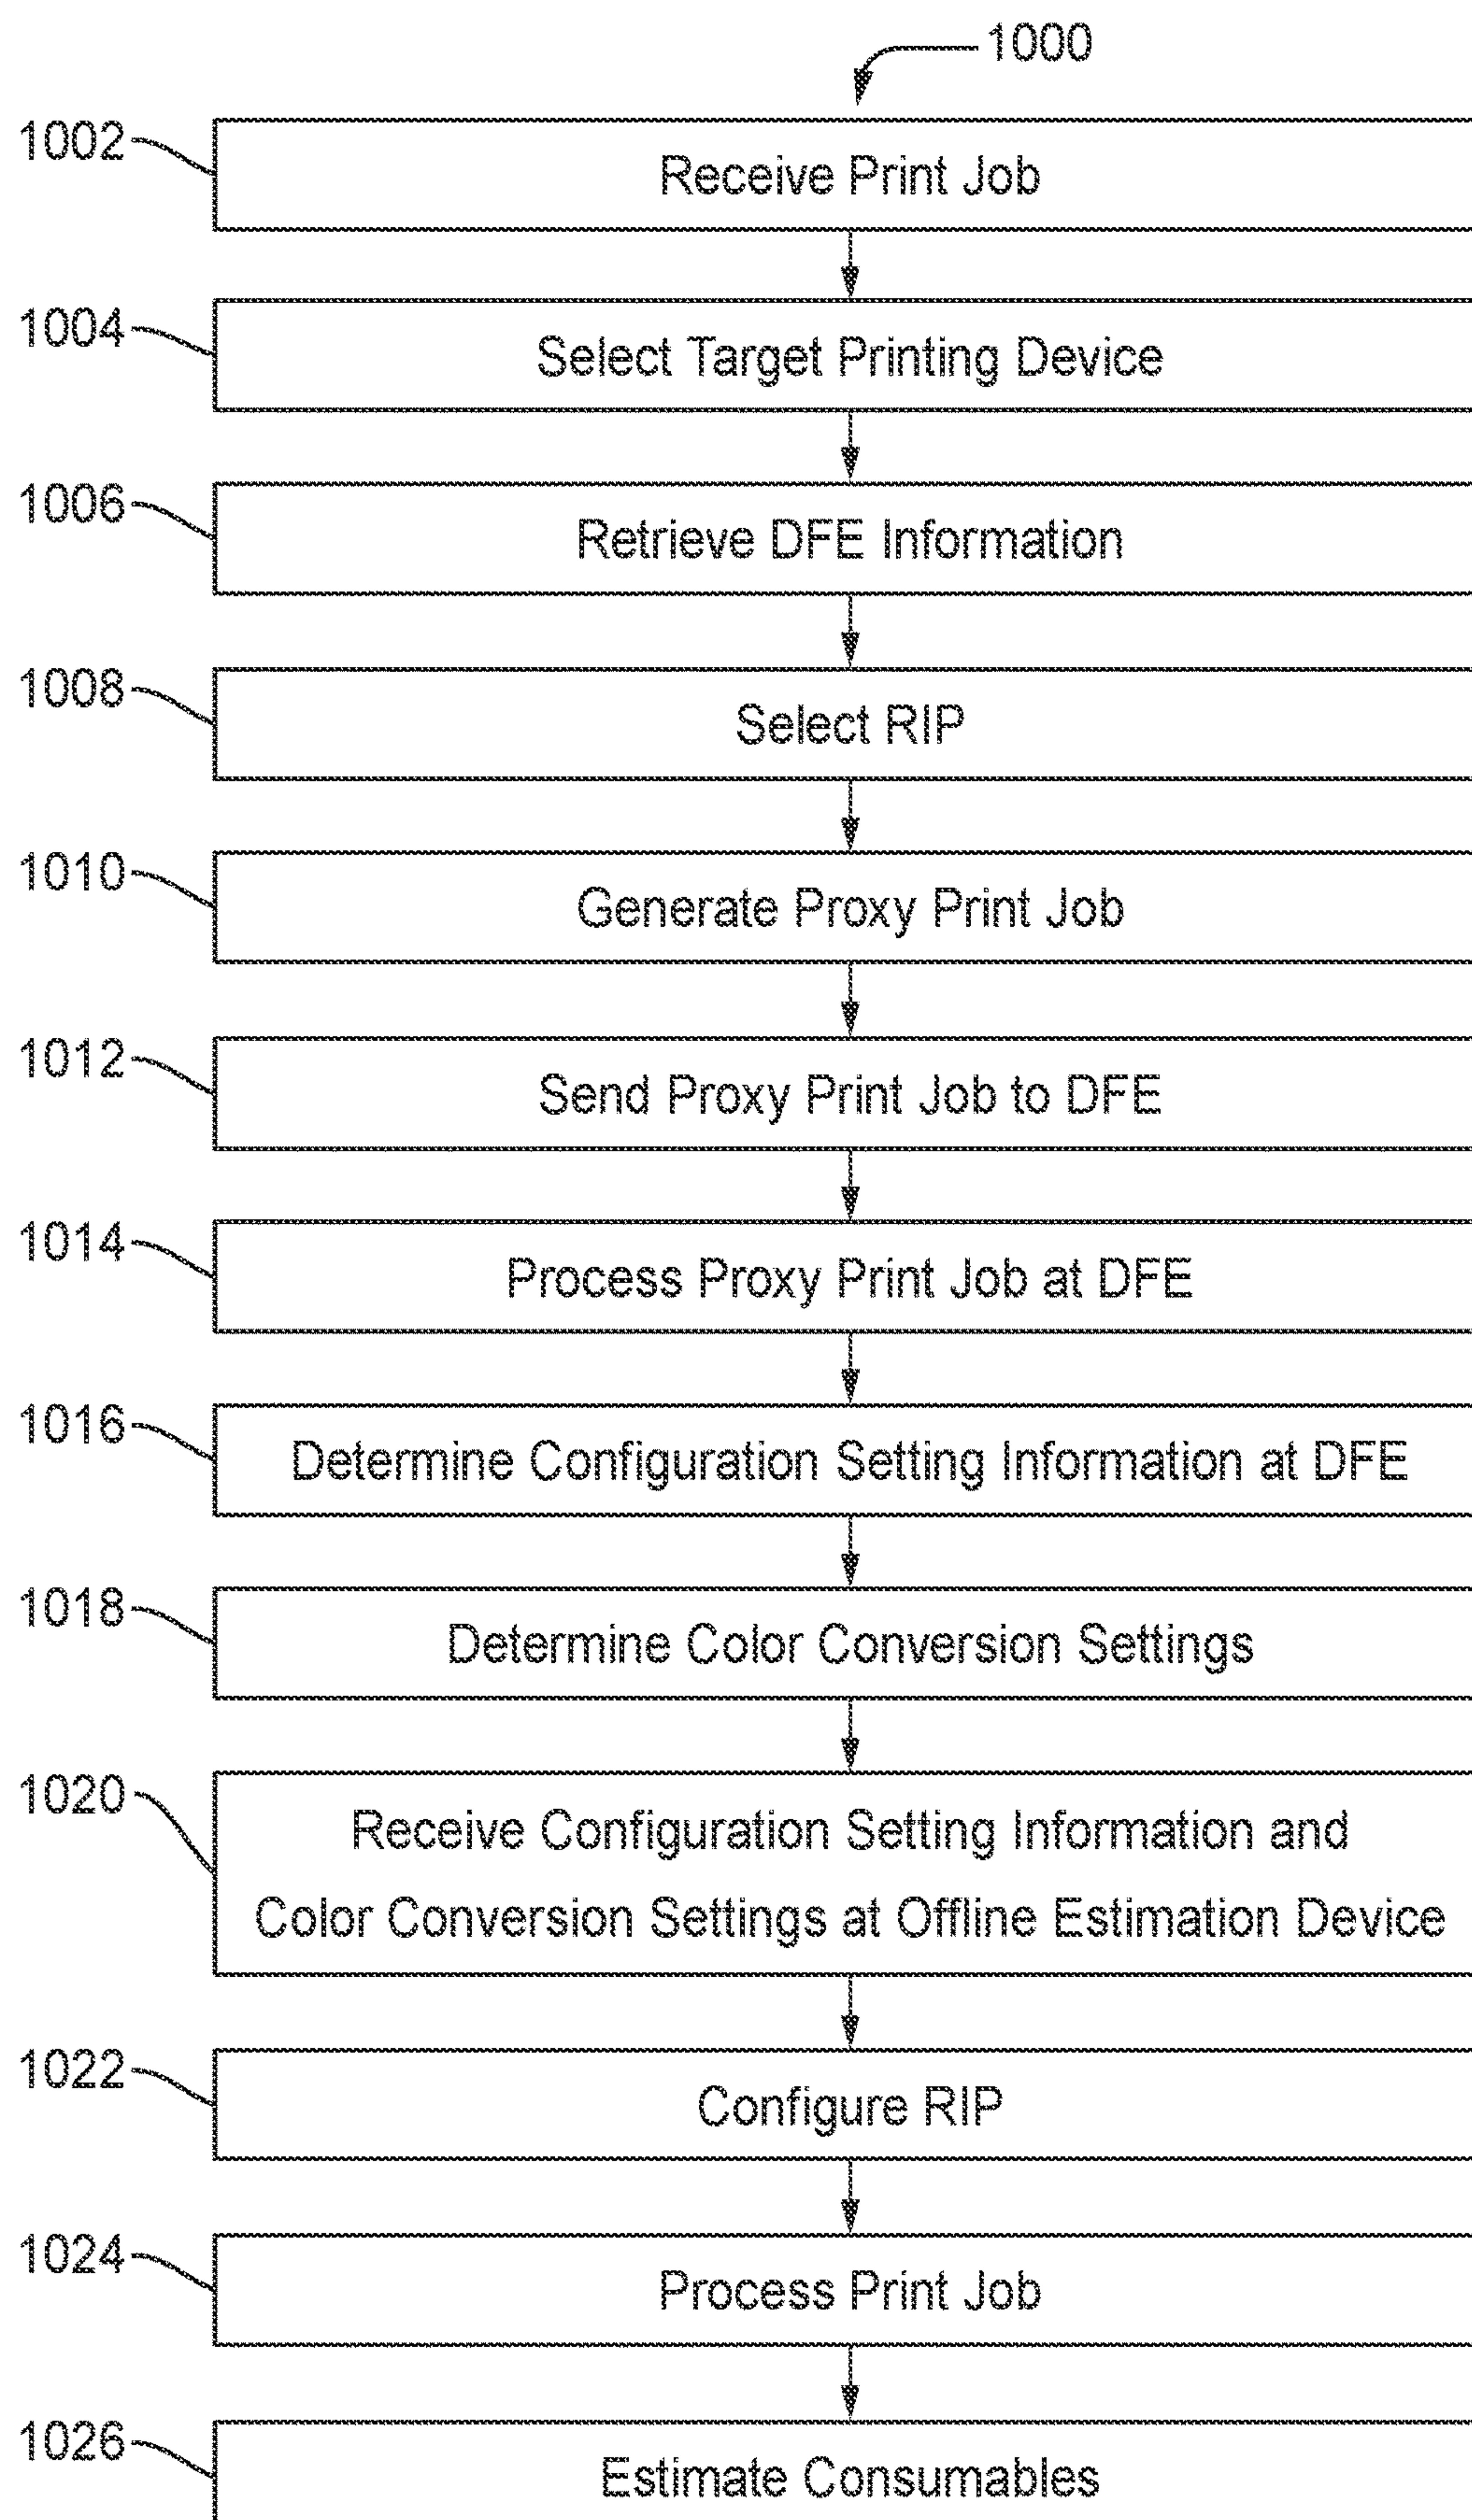 1000
1002
Receive Print Job
1004
Select Target Printing Device
1006
Retrieve DFE Information
1008
Select RIP
1010
Generate Proxy Print Job
1012
Send Proxy Print Job to DFE
1014
Process Proxy Print Job at DFE
1016
Determine Configuration Setting Information at DFE
1018
Determine Color Conversion Settings
1020
Receive Configuration Setting Information and
Color Conversion Settings at Offline Estimation Device
1022
Configure RIP
1024
Process Print Job
1026
Estimate Consumables